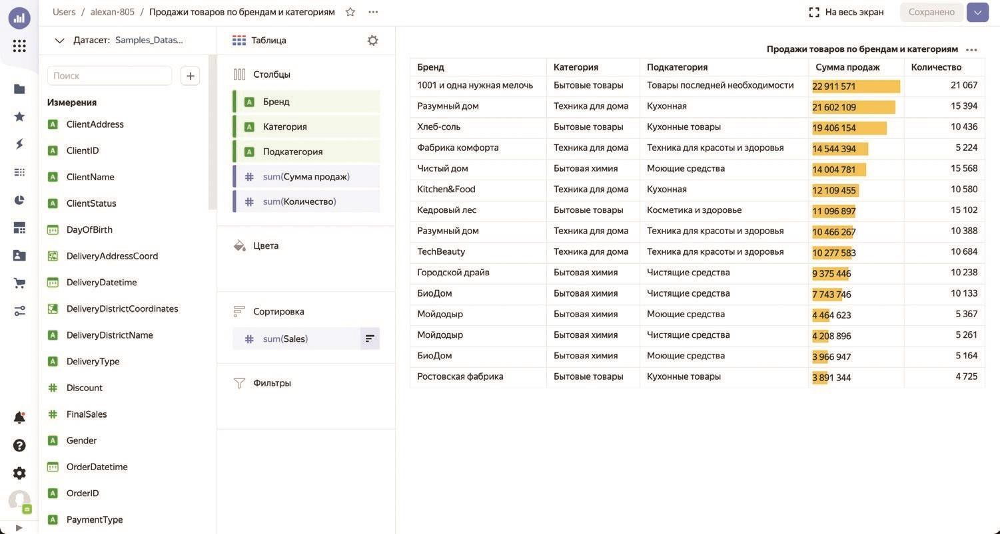 Users / alexan-805 / Продажи товаров по брендам и категориям
На весь экран
Сохранено
Датасет: Samples_Datas...
Поиск
Измерения
A ClientAddress
A ClientID
A ClientName
A ClientStatus
DayOfBirth
DeliveryAddressCoord
DeliveryDatetime
DeliveryDistrictCoordinates
A DeliveryDistrictName
A DeliveryType
# Discount
# FinalSales
A Gender
OrderDatetime
A OrderID
A PaymentType
Таблица
Столбцы
A Бренд
A Категория
A Подкатегория
# sum(Сумма продаж)
# sum(Количество)
Цвета
Сортировка
# sum(Sales)
Фильтры
Продажи товаров по брендам и категориям
Бренд Категория Подкатегория Сумма продаж Количество
1001 и одна нужная мелочь Бытовые товары Товары последней необходимости 22 911 571 21 067
Разумный дом Техника для дома Кухонная 21 602 109 15 394
Хлеб-соль Бытовые товары Кухонные товары 19 406 154 10 436
Фабрика комфорта Техника для дома Техника для красоты и здоровья 14 544 394 5 224
Чистый дом Бытовая химия Моющие средства 14 004 781 15 568
Kitchen&Food Техника для дома Кухонная 12 109 455 10 580
Кедровый лес Бытовые товары Косметика и здоровье 11 096 897 15 102
Разумный дом Техника для дома Техника для красоты и здоровья 10 466 267 10 388
TechBeauty Техника для дома Техника для красоты и здоровья 10 277 583 10 684
Городской драйв Бытовая химия Чистящие средства 9 375 446 10 238
БиоДом Бытовая химия Чистящие средства 7 743 746 10 133
Мойдодыр Бытовая химия Моющие средства 4 464 623 5 367
Мойдодыр Бытовая химия Чистящие средства 4 208 896 5 261
БиоДом Бытовая химия Моющие средства 3 966 947 5 164
Ростовская фабрика Бытовые товары Кухонные товары 3 891 344 4 725